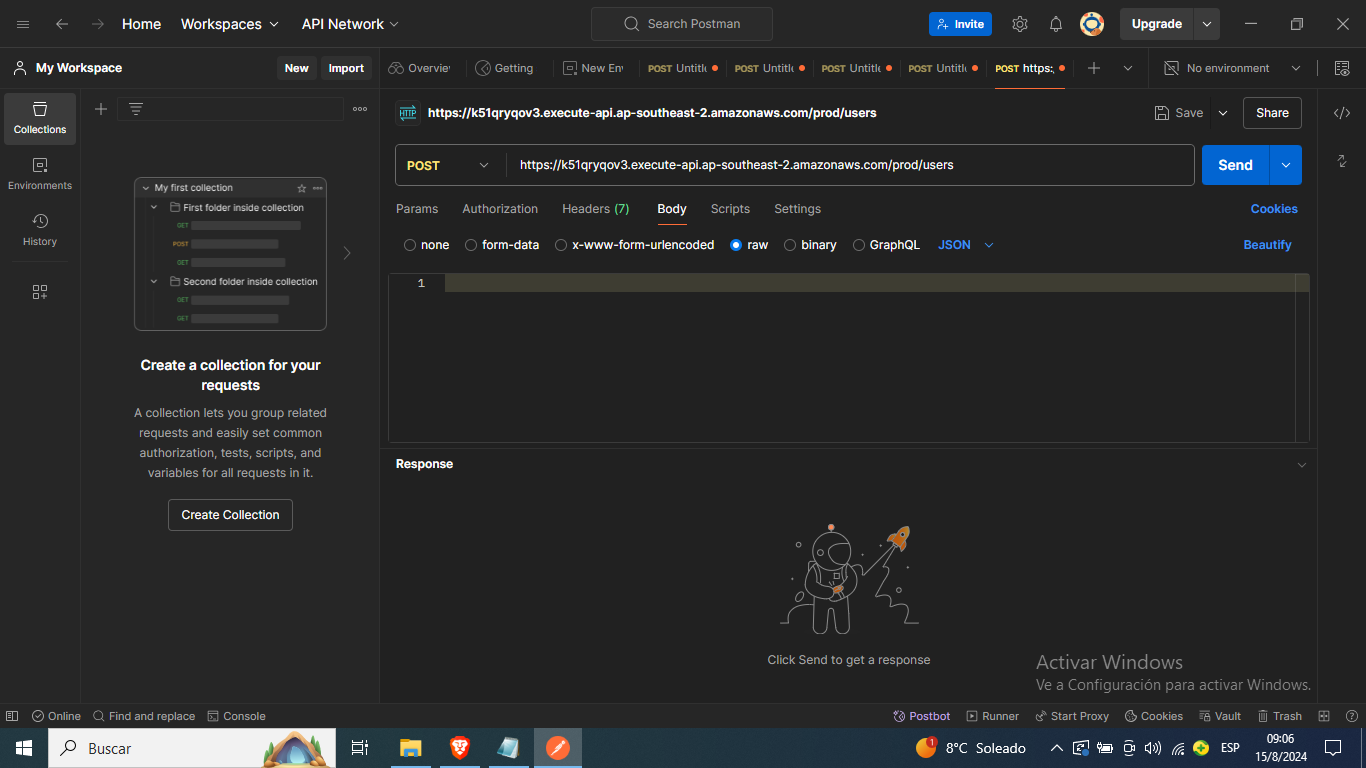 Home Workspaces API Network Search Postman Invite Upgrade
My Workspace New Import Overvie Getting New En POST Untitle POST Untitle POST Untitle POST Untitle POST https: No environment
Collections
Environments
History
My first collection
First folder inside collection
GET
POST
GET
Second folder inside collection
GET
GET
Create a collection for your
requests
A collection lets you group related
requests and easily set common
authorization, tests, scripts, and
variables for all requests in it.
Create Collection
HTTP https://k51qryqov3.execute-api.ap-southeast-2.amazonaws.com/prod/users Save Share
POST https://k51qryqov3.execute-api.ap-southeast-2.amazonaws.com/prod/users Send
Params Authorization Headers (7) Body Scripts Settings Cookies
none form-data x-www-form-urlencoded raw binary GraphQL JSON Beautify
1
Response
Click Send to get a response
Activar Windows
Ve a Configuración para activar Windows.
Online Find and replace Console Postbot Runner Start Proxy Cookies Vault Trash
Buscar 1 8°C Soleado ESP 09:06
15/8/2024